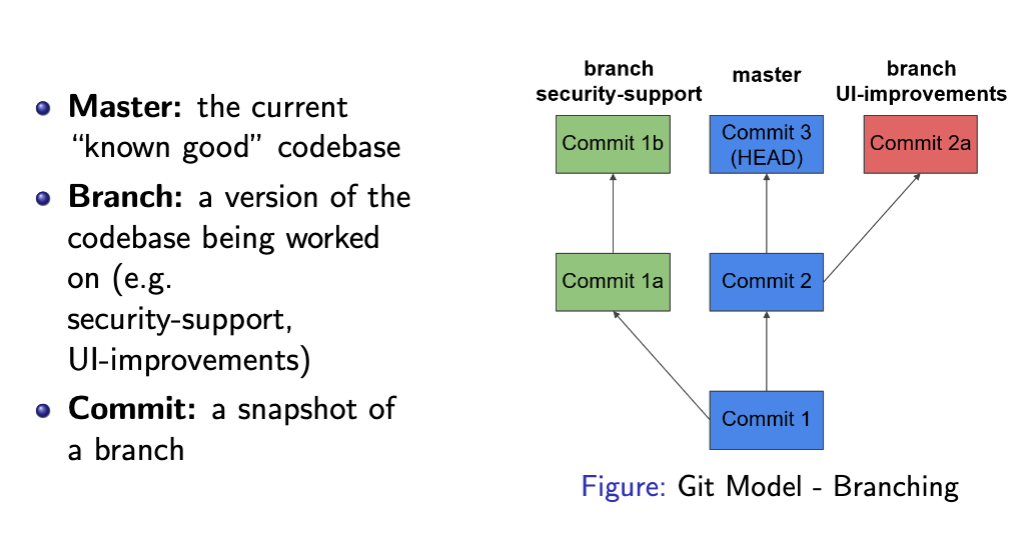 Master: the current
“known good” codebase
Branch: a version of the
codebase being worked
on (e.g.
security-support,
UI-improvements)
Commit: a snapshot of
a branch
branch
security-support
master
branch
UI-improvements
Commit 1b
Commit 3
(HEAD)
Commit 2a
Commit 1a
Commit 2
Commit 1
Figure: Git Model - Branching